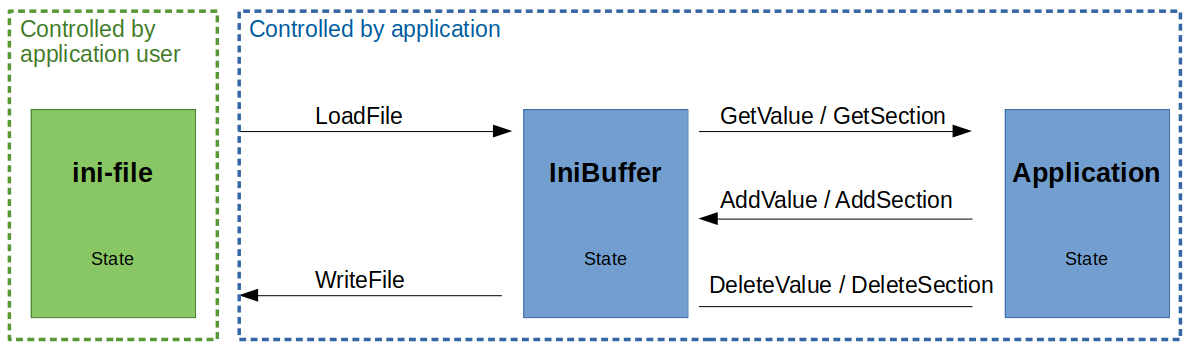 Controlled by
application user
Controlled by application
LoadFile
GetValue / GetSection
ini-file
IniBuffer
Application
AddValue / AddSection
State
State
State
WriteFile
DeleteValue / DeleteSection